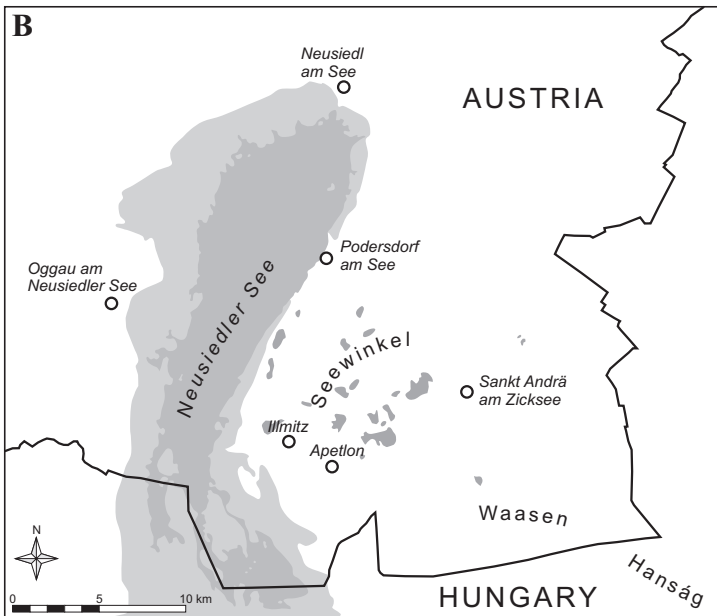 B
Neusiedl
am See
AUSTRIA
Podersdorf
am See
Oggau am
Neusiedler See
Neusiedler See
Seewinkel
Sankt Andrä
am Zicksee
Illmitz
Apetlon
Waasen
Hanság
N
0 5 10 km
HUNGARY